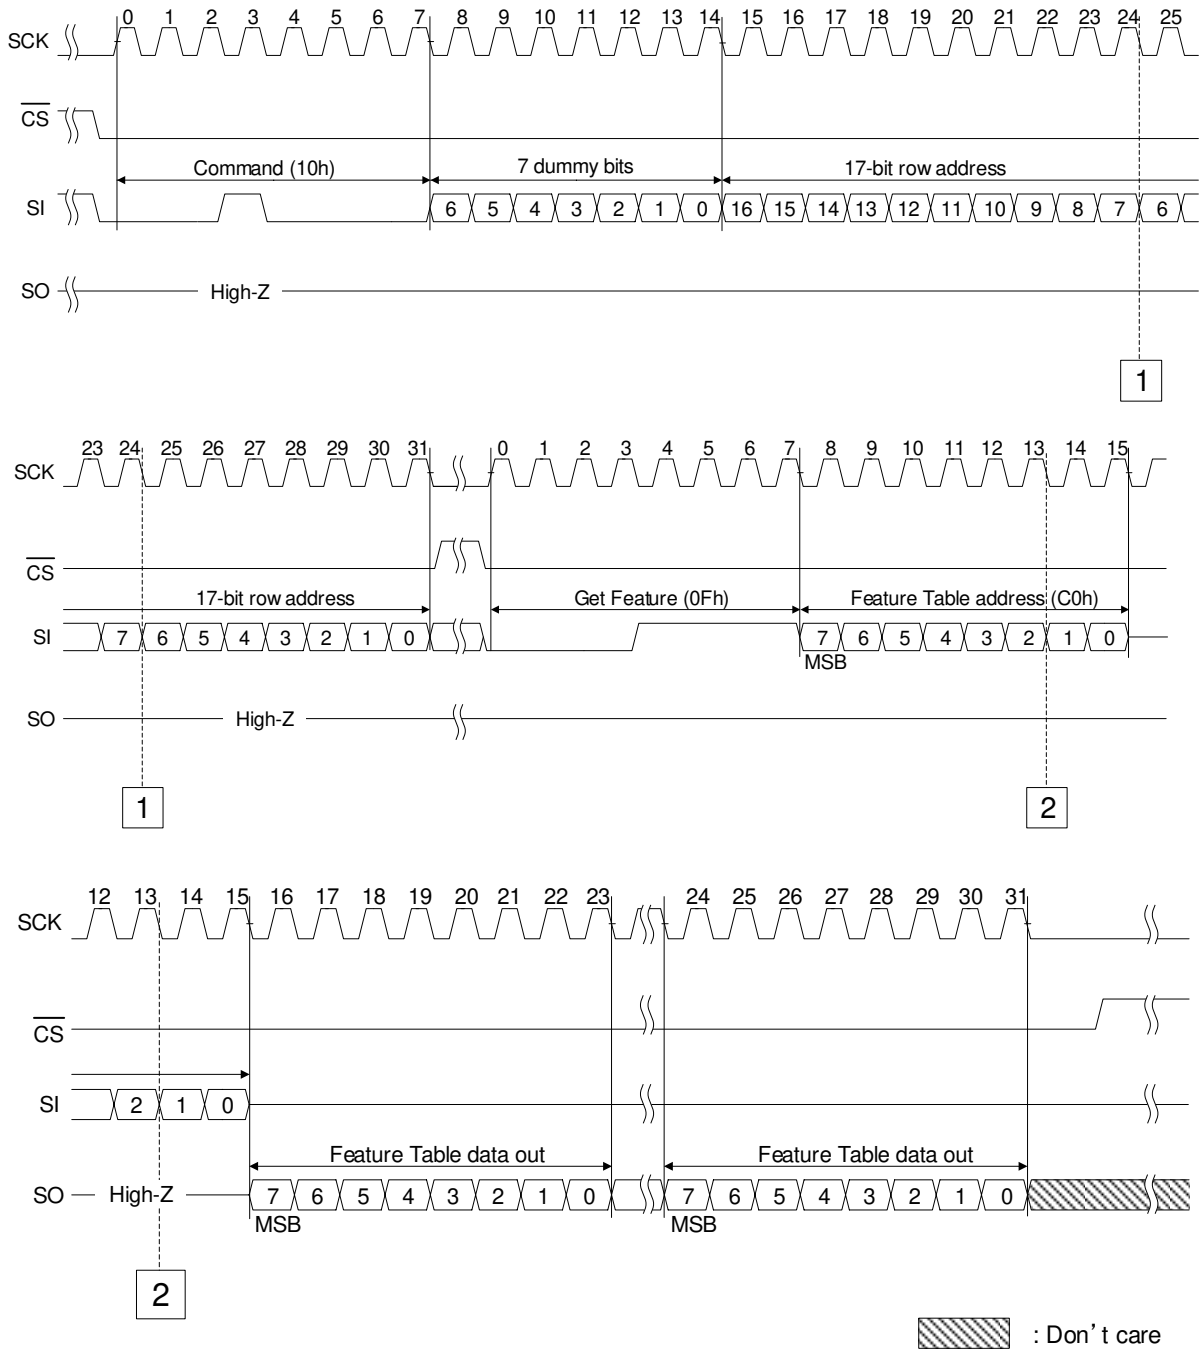 0 1 2 3 4 5 6 7 8 9 10 11 12 13 14 15 16 17 18 19 20 21 22 23 24 25
SCK
CS
Command (10h) 7 dummy bits 17-bit row address
SI 6 5 4 3 2 1 0 16 15 14 13 12 11 10 9 8 7 6
SO High-Z
1
23 24 25 26 27 28 29 30 31 0 1 2 3 4 5 6 7 8 9 10 11 12 13 14 15
SCK
CS
17-bit row address Get Feature (0Fh) Feature Table address (C0h)
SI 7 6 5 4 3 2 1 0 7 6 5 4 3 2 1 0
MSB
SO High-Z
1 2
12 13 14 15 16 17 18 19 20 21 22 23 24 25 26 27 28 29 30 31
SCK
CS
SI 2 1 0
Feature Table data out Feature Table data out
SO High-Z 7 6 5 4 3 2 1 0 7 6 5 4 3 2 1 0
MSB MSB
2
: Don't care